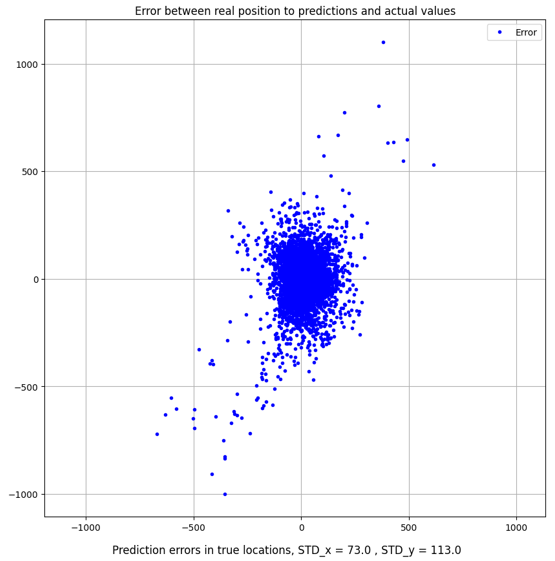 Error between real position to predictions and actual values
Error
1000
500
0
−500
−1000
−1000 −500 0 500 1000
Prediction errors in true locations, STD_x = 73.0 , STD_y = 113.0